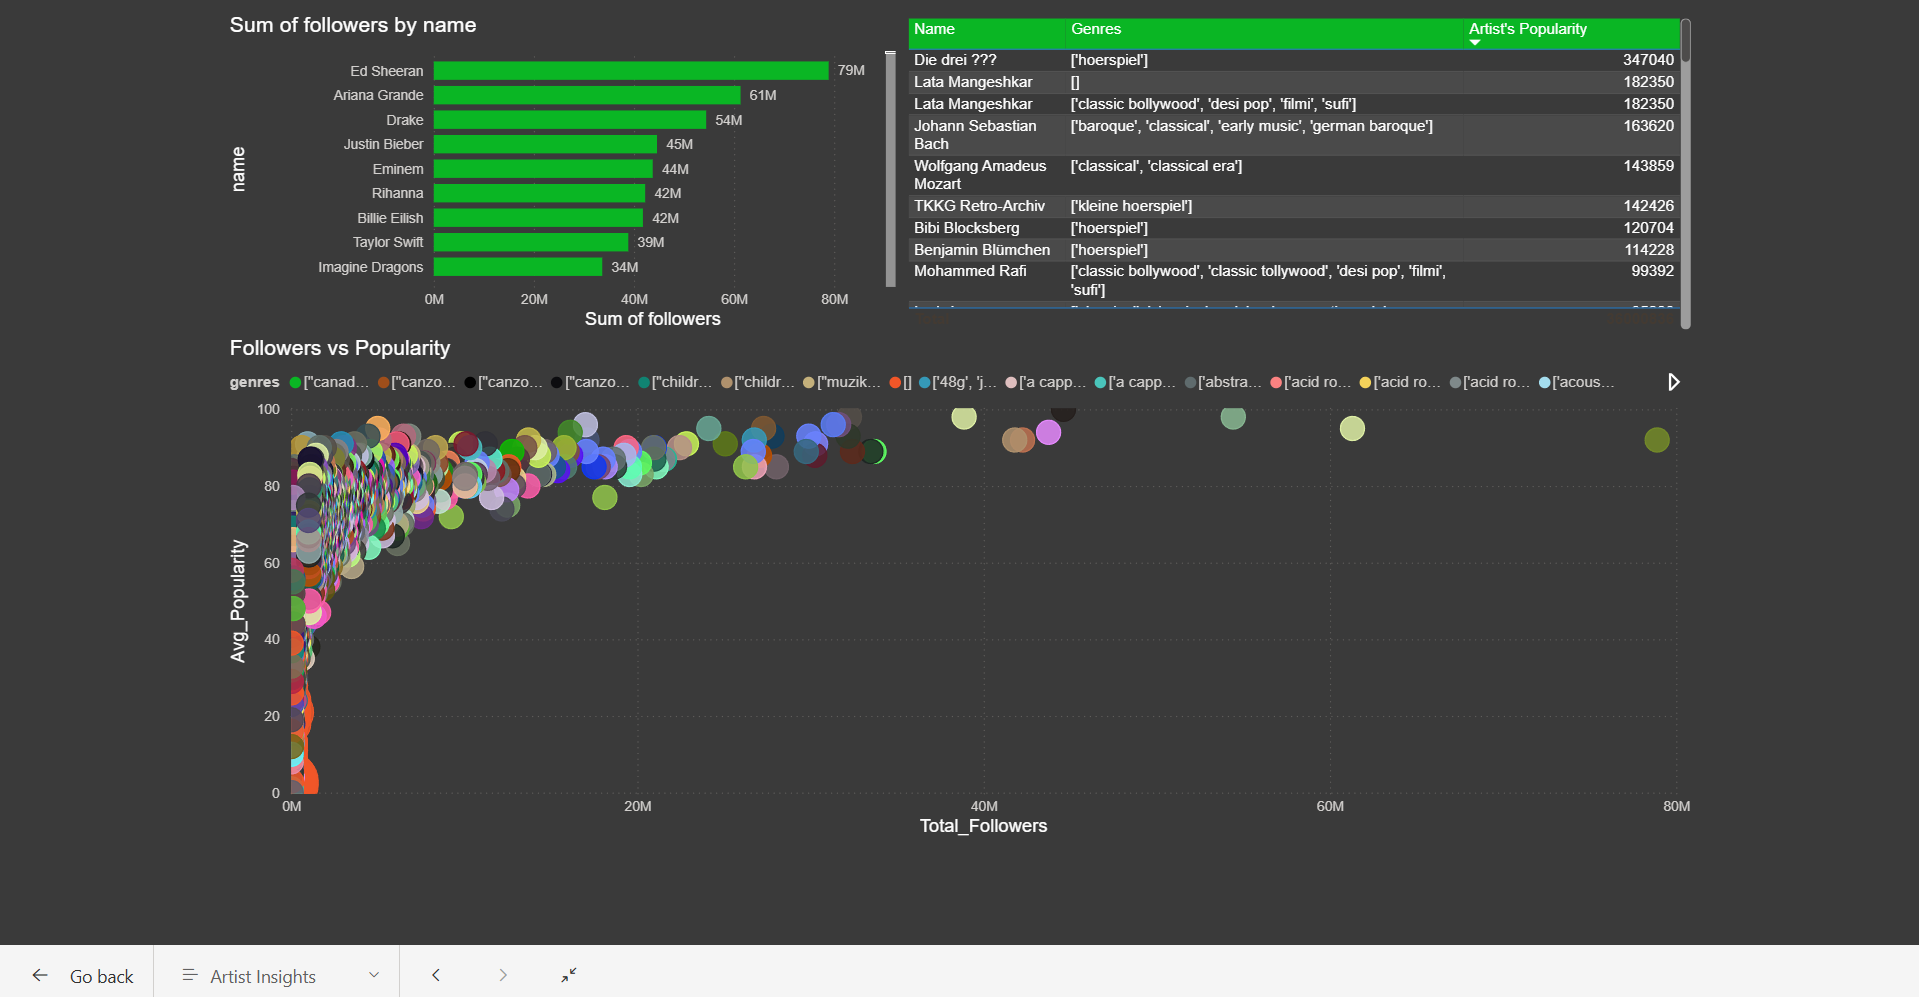 Sum of followers by name
name
Ed Sheeran 79M
Ariana Grande 61M
Drake 54M
Justin Bieber 45M
Eminem 44M
Rihanna 42M
Billie Eilish 42M
Taylor Swift 39M
Imagine Dragons 34M
0M 20M 40M 60M 80M
Sum of followers
Name Genres Artist's Popularity
Die drei ??? ['hoerspiel'] 347040
Lata Mangeshkar [] 182350
Lata Mangeshkar ['classic bollywood', 'desi pop', 'filmi', 'sufi'] 182350
Johann Sebastian ['baroque', 'classical', 'early music', 'german baroque'] 163620
Bach
Wolfgang Amadeus ['classical', 'classical era'] 143859
Mozart
TKKG Retro-Archiv ['kleine hoerspiel'] 142426
Bibi Blocksberg ['hoerspiel'] 120704
Benjamin Blümchen ['hoerspiel'] 114228
Mohammed Rafi ['classic bollywood', 'classic tollywood', 'desi pop', 'filmi', 99392
'sufi']
Followers vs Popularity
genres ["canad... ["canzo... ["canzo... ["canzo... ["childr... ["childr... ["muzik... [] ['48g', 'j... ['a capp... ['a capp... ['abstra... ['acid ro... ['acid ro... ['acid ro... ['acous...
Avg_Popularity
100
80
60
40
20
0
0M 20M 40M 60M 80M
Total_Followers
Go back Artist Insights